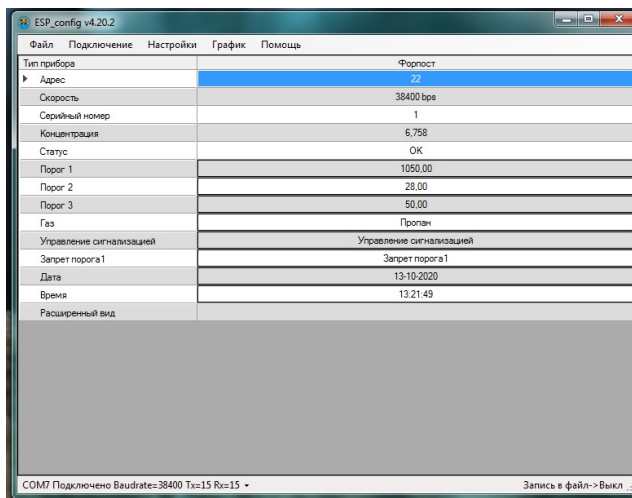 ESP_config v4.20.2
Файл Подключение Настройки График Помощь
Тип прибора Форпост
Адрес 22
Скорость 38400 bps
Серийный номер 1
Концентрация 6,758
Статус OK
Порог 1 1050,00
Порог 2 28,00
Порог 3 50,00
Газ Пропан
Управление сигнализацией Управление сигнализацией
Запрет порога1 Запрет порога1
Дата 13-10-2020
Время 13:21:49
Расширенный вид
COM7 Подключено Baudrate=38400 Tx=15 Rx=15 Запись в файл->Выкл